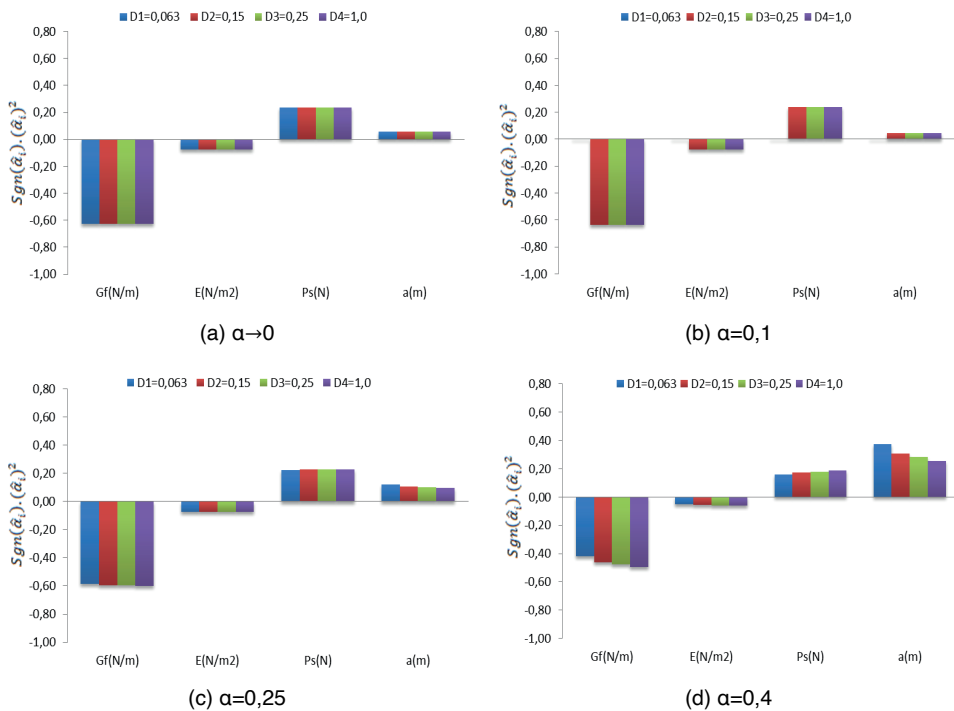 D1=0,063 D2=0,15 D3=0,25 D4=1,0
0,80
0,60
0,40
0,20
0,00
-0,20
-0,40
-0,60
-0,80
-1,00
Sgn(α̂ᵢ).(α̂ᵢ)²
Gf(N/m) E(N/m2) Ps(N) a(m)
(a) α→0
D1=0,063 D2=0,15 D3=0,25 D4=1,0
0,80
0,60
0,40
0,20
0,00
-0,20
-0,40
-0,60
-0,80
-1,00
Sgn(α̂ᵢ).(α̂ᵢ)²
Gf(N/m) E(N/m2) Ps(N) a(m)
(b) α=0,1
D1=0,063 D2=0,15 D3=0,25 D4=1,0
0,80
0,60
0,40
0,20
0,00
-0,20
-0,40
-0,60
-0,80
-1,00
Sgn(α̂ᵢ).(α̂ᵢ)²
Gf(N/m) E(N/m2) Ps(N) a(m)
(c) α=0,25
D1=0,063 D2=0,15 D3=0,25 D4=1,0
0,80
0,60
0,40
0,20
0,00
-0,20
-0,40
-0,60
-0,80
-1,00
Sgn(α̂ᵢ).(α̂ᵢ)²
Gf(N/m) E(N/m2) Ps(N) a(m)
(d) α=0,4